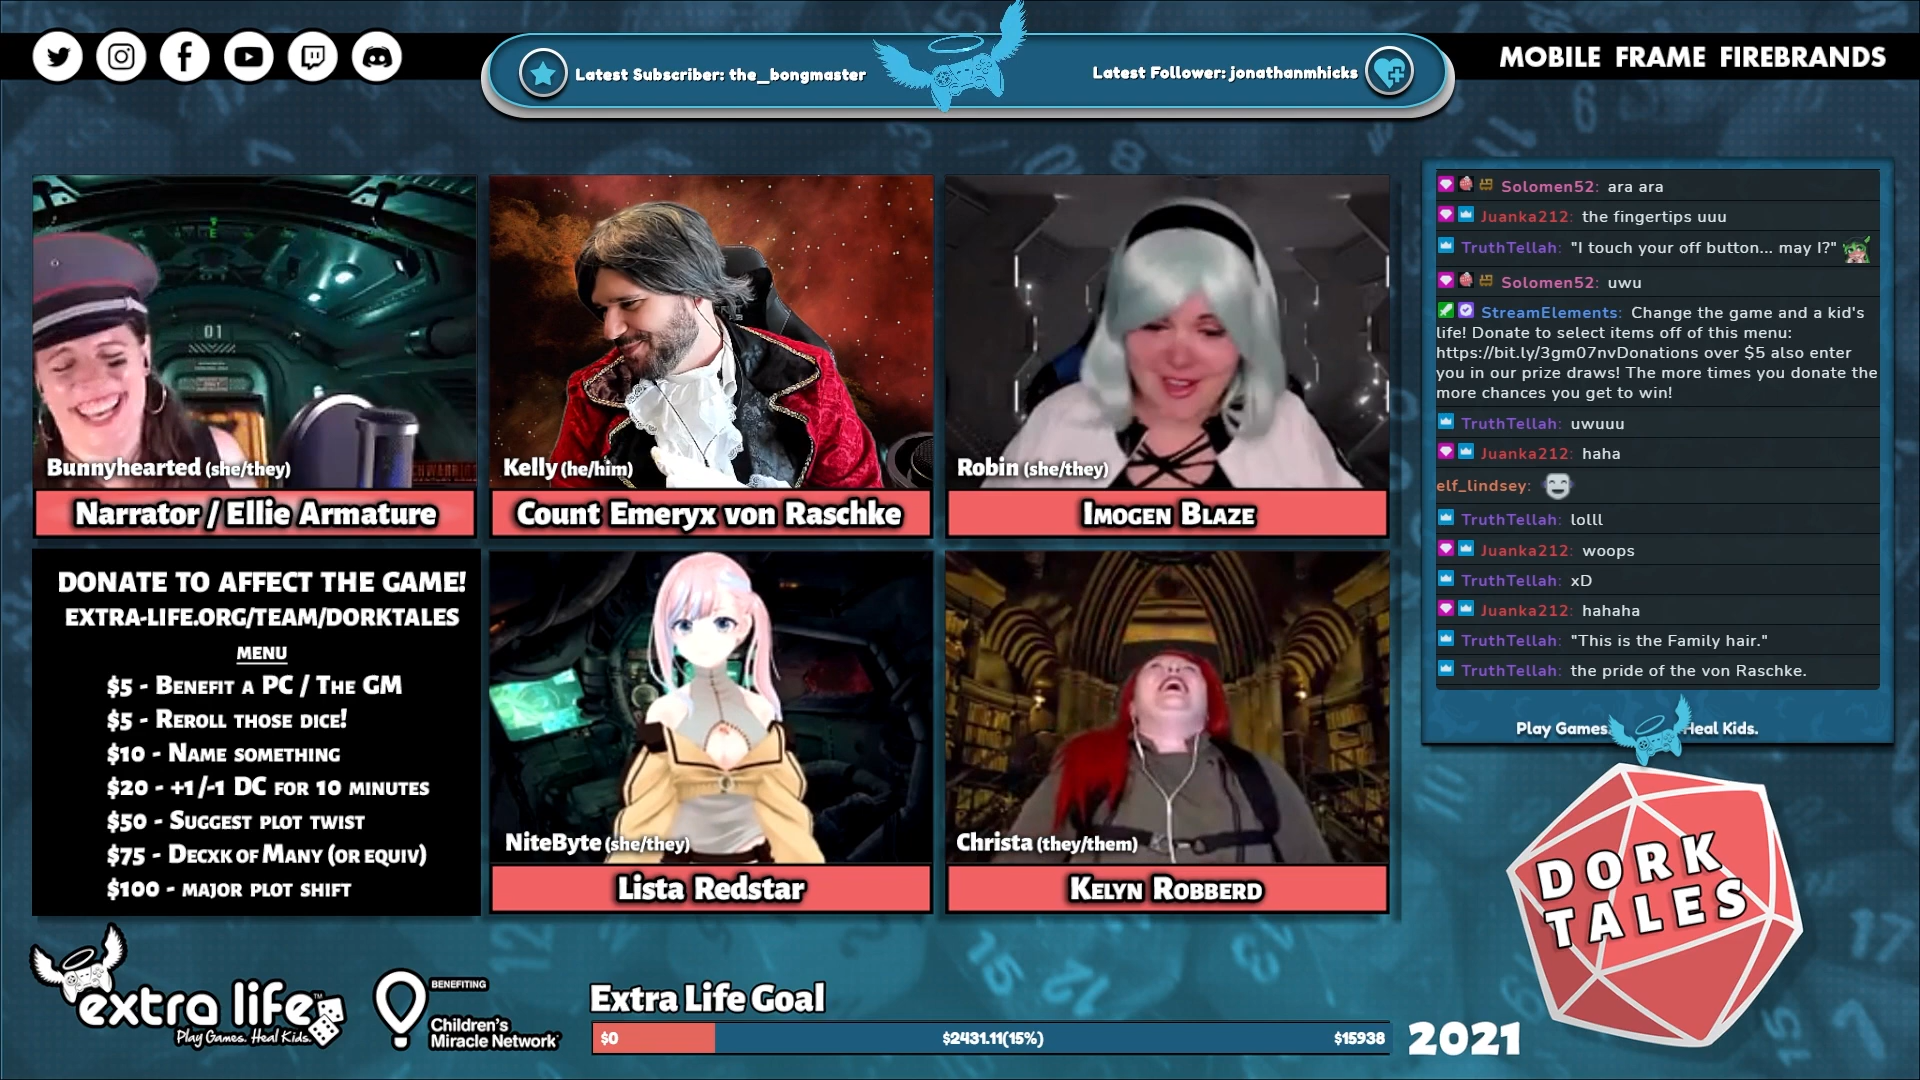 Latest Subscriber: the_bongmaster
Latest Follower: jonathanmhicks
MOBILE FRAME FIREBRANDS
01
Bunnyhearted (she/they)
Narrator / Ellie Armature
Kelly (he/him)
Count Emeryx von Raschke
Robin (she/they)
Imogen Blaze
DONATE TO AFFECT THE GAME!
EXTRA-LIFE.ORG/TEAM/DORKTALES
MENU
$5 - Benefit a PC / The GM
$5 - Reroll those dice!
$10 - Name something
$20 - +1/-1 DC for 10 minutes
$50 - Suggest plot twist
$75 - Decxk of Many (or equiv)
$100 - major plot shift
NiteByte (she/they)
Lista Redstar
Christa (they/them)
Kelyn Robberd
Solomen52: ara ara
Juanka212: the fingertips uuu
TruthTellah: "I touch your off button... may I?"
Solomen52: uwu
StreamElements: Change the game and a kid's
life! Donate to select items off of this menu:
https://bit.ly/3gm07nvDonations over $5 also enter
you in our prize draws! The more times you donate the
more chances you get to win!
TruthTellah: uwuuu
Juanka212: haha
elf_lindsey:
TruthTellah: lolll
Juanka212: woops
TruthTellah: xD
Juanka212: hahaha
TruthTellah: "This is the Family hair."
TruthTellah: the pride of the von Raschke.
Play Games. Heal Kids.
DORK
TALES
extra life™
Play Games. Heal Kids.
BENEFITING
Children's
Miracle Network
Extra Life Goal
$0
$2431.11(15%)
$15938
2021